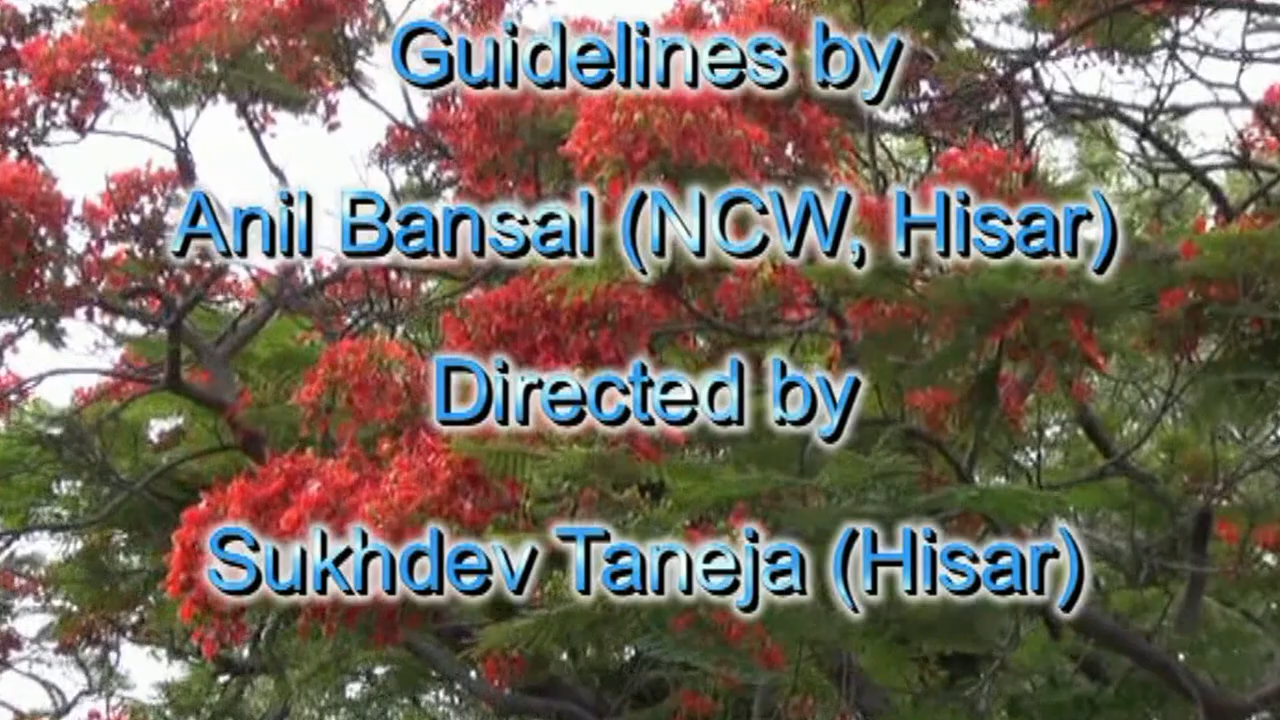 Guidelines by
Anil Bansal (NCW, Hisar)
Directed by
Sukhdev Taneja (Hisar)